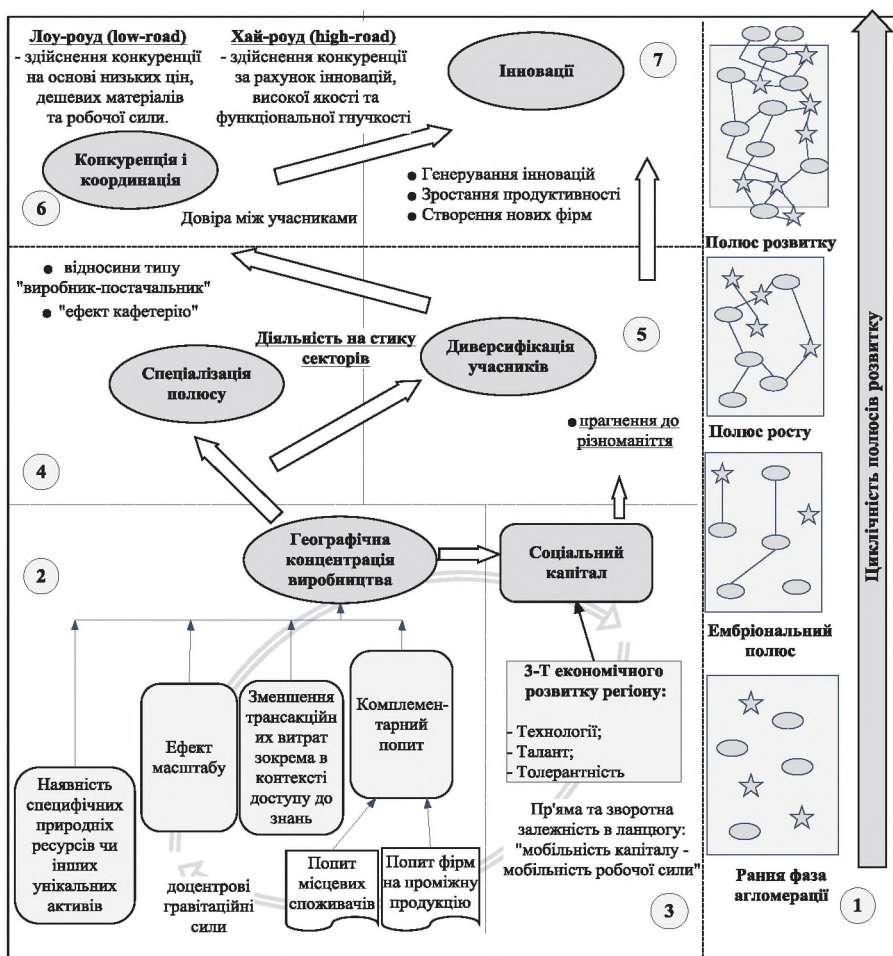 Лоу-роуд (low-road)
- здійснення конкуренції
на основі низьких цін,
дешевих матеріалів
та робочої сили.
Хай-роуд (high-road)
- здійснення конкуренції
за рахунок інновацій,
високої якості та
функціональної гнучкості
Інновації
7
Конкуренція і
координація
6
Довіра між учасниками
● Генерування інновацій
● Зростання продуктивності
● Створення нових фірм
Полюс розвитку
● відносини типу
"виробник-постачальник"
● "ефект кафетерію"
Діяльність на стику
секторів
Спеціалізація
полюсу
Диверсифікація
учасників
5
● прагнення до
різноманіття
4
Полюс росту
2
Географічна
концентрація
виробництва
Соціальний
капітал
Ембріональний
полюс
Наявність
специфічних
природніх
ресурсів чи
інших
унікальних
активів
Ефект
масштабу
Зменшення
трансакційн
их витрат
зокрема в
контексті
доступу до
знань
Комплемен-
тарний
попит
Попит
місцевих
споживачів
Попит фірм
на проміжну
продукцію
доцентрові
гравітаційні
сили
3-Т економічного
розвитку регіону:
- Технології;
- Талант;
- Толерантність
Пр'яма та зворотна
залежність в ланцюгу:
"мобільність капіталу -
мобільність робочої сили"
3
Рання фаза
агломерації
1
Циклічність полюсів розвитку